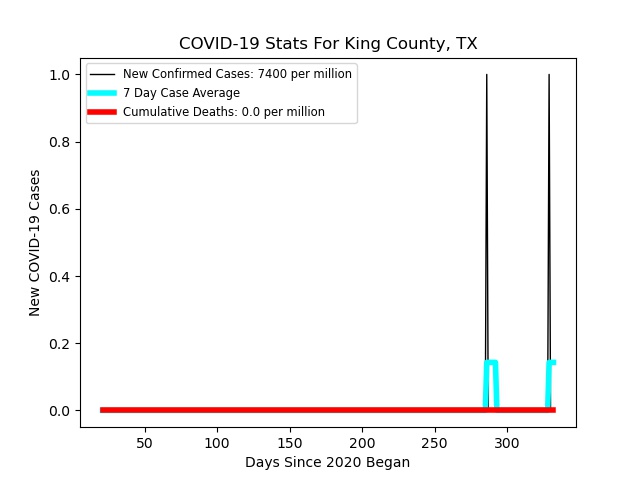 COVID-19 Stats For King County, TX
New Confirmed Cases: 7400 per million
7 Day Case Average
Cumulative Deaths: 0.0 per million
New COVID-19 Cases
1.0
0.8
0.6
0.4
0.2
0.0
50 100 150 200 250 300
Days Since 2020 Began